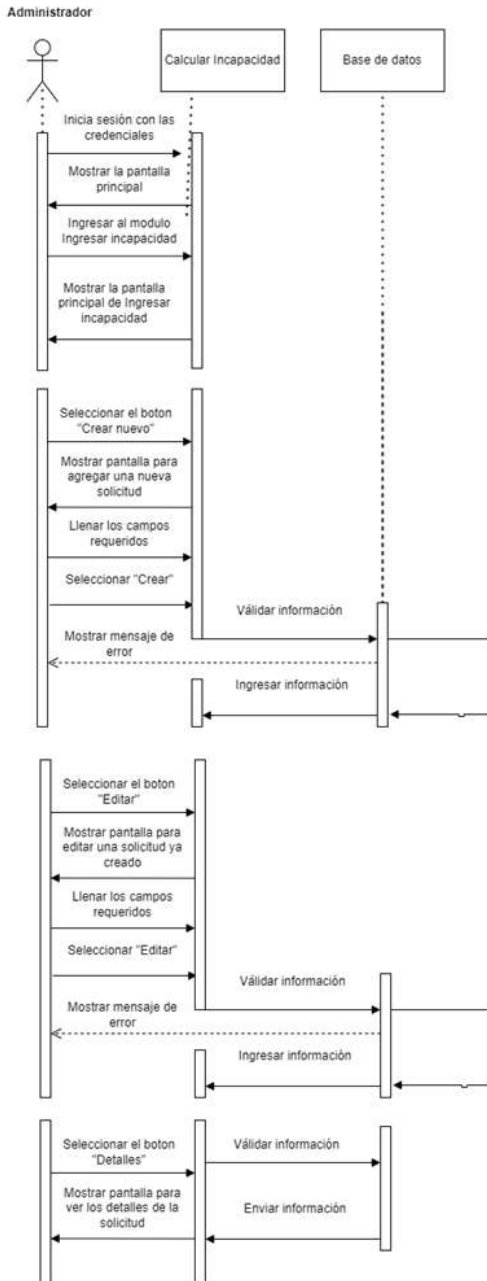 Administrador
Calcular Incapacidad
Base de datos
Inicia sesión con las
credenciales
Mostrar la pantalla
principal
Ingresar al modulo
Ingresar incapacidad
Mostrar la pantalla
principal de Ingresar
incapacidad
Seleccionar el boton
"Crear nuevo"
Mostrar pantalla para
agregar una nueva
solicitud
Llenar los campos
requeridos
Seleccionar "Crear"
Válidar información
Mostrar mensaje de
error
Ingresar información
Seleccionar el boton
"Editar"
Mostrar pantalla para
editar una solicitud ya
creado
Llenar los campos
requeridos
Seleccionar "Editar"
Válidar información
Mostrar mensaje de
error
Ingresar información
Seleccionar el boton
"Detalles"
Válidar información
Mostrar pantalla para
ver los detalles de la
solicitud
Enviar información